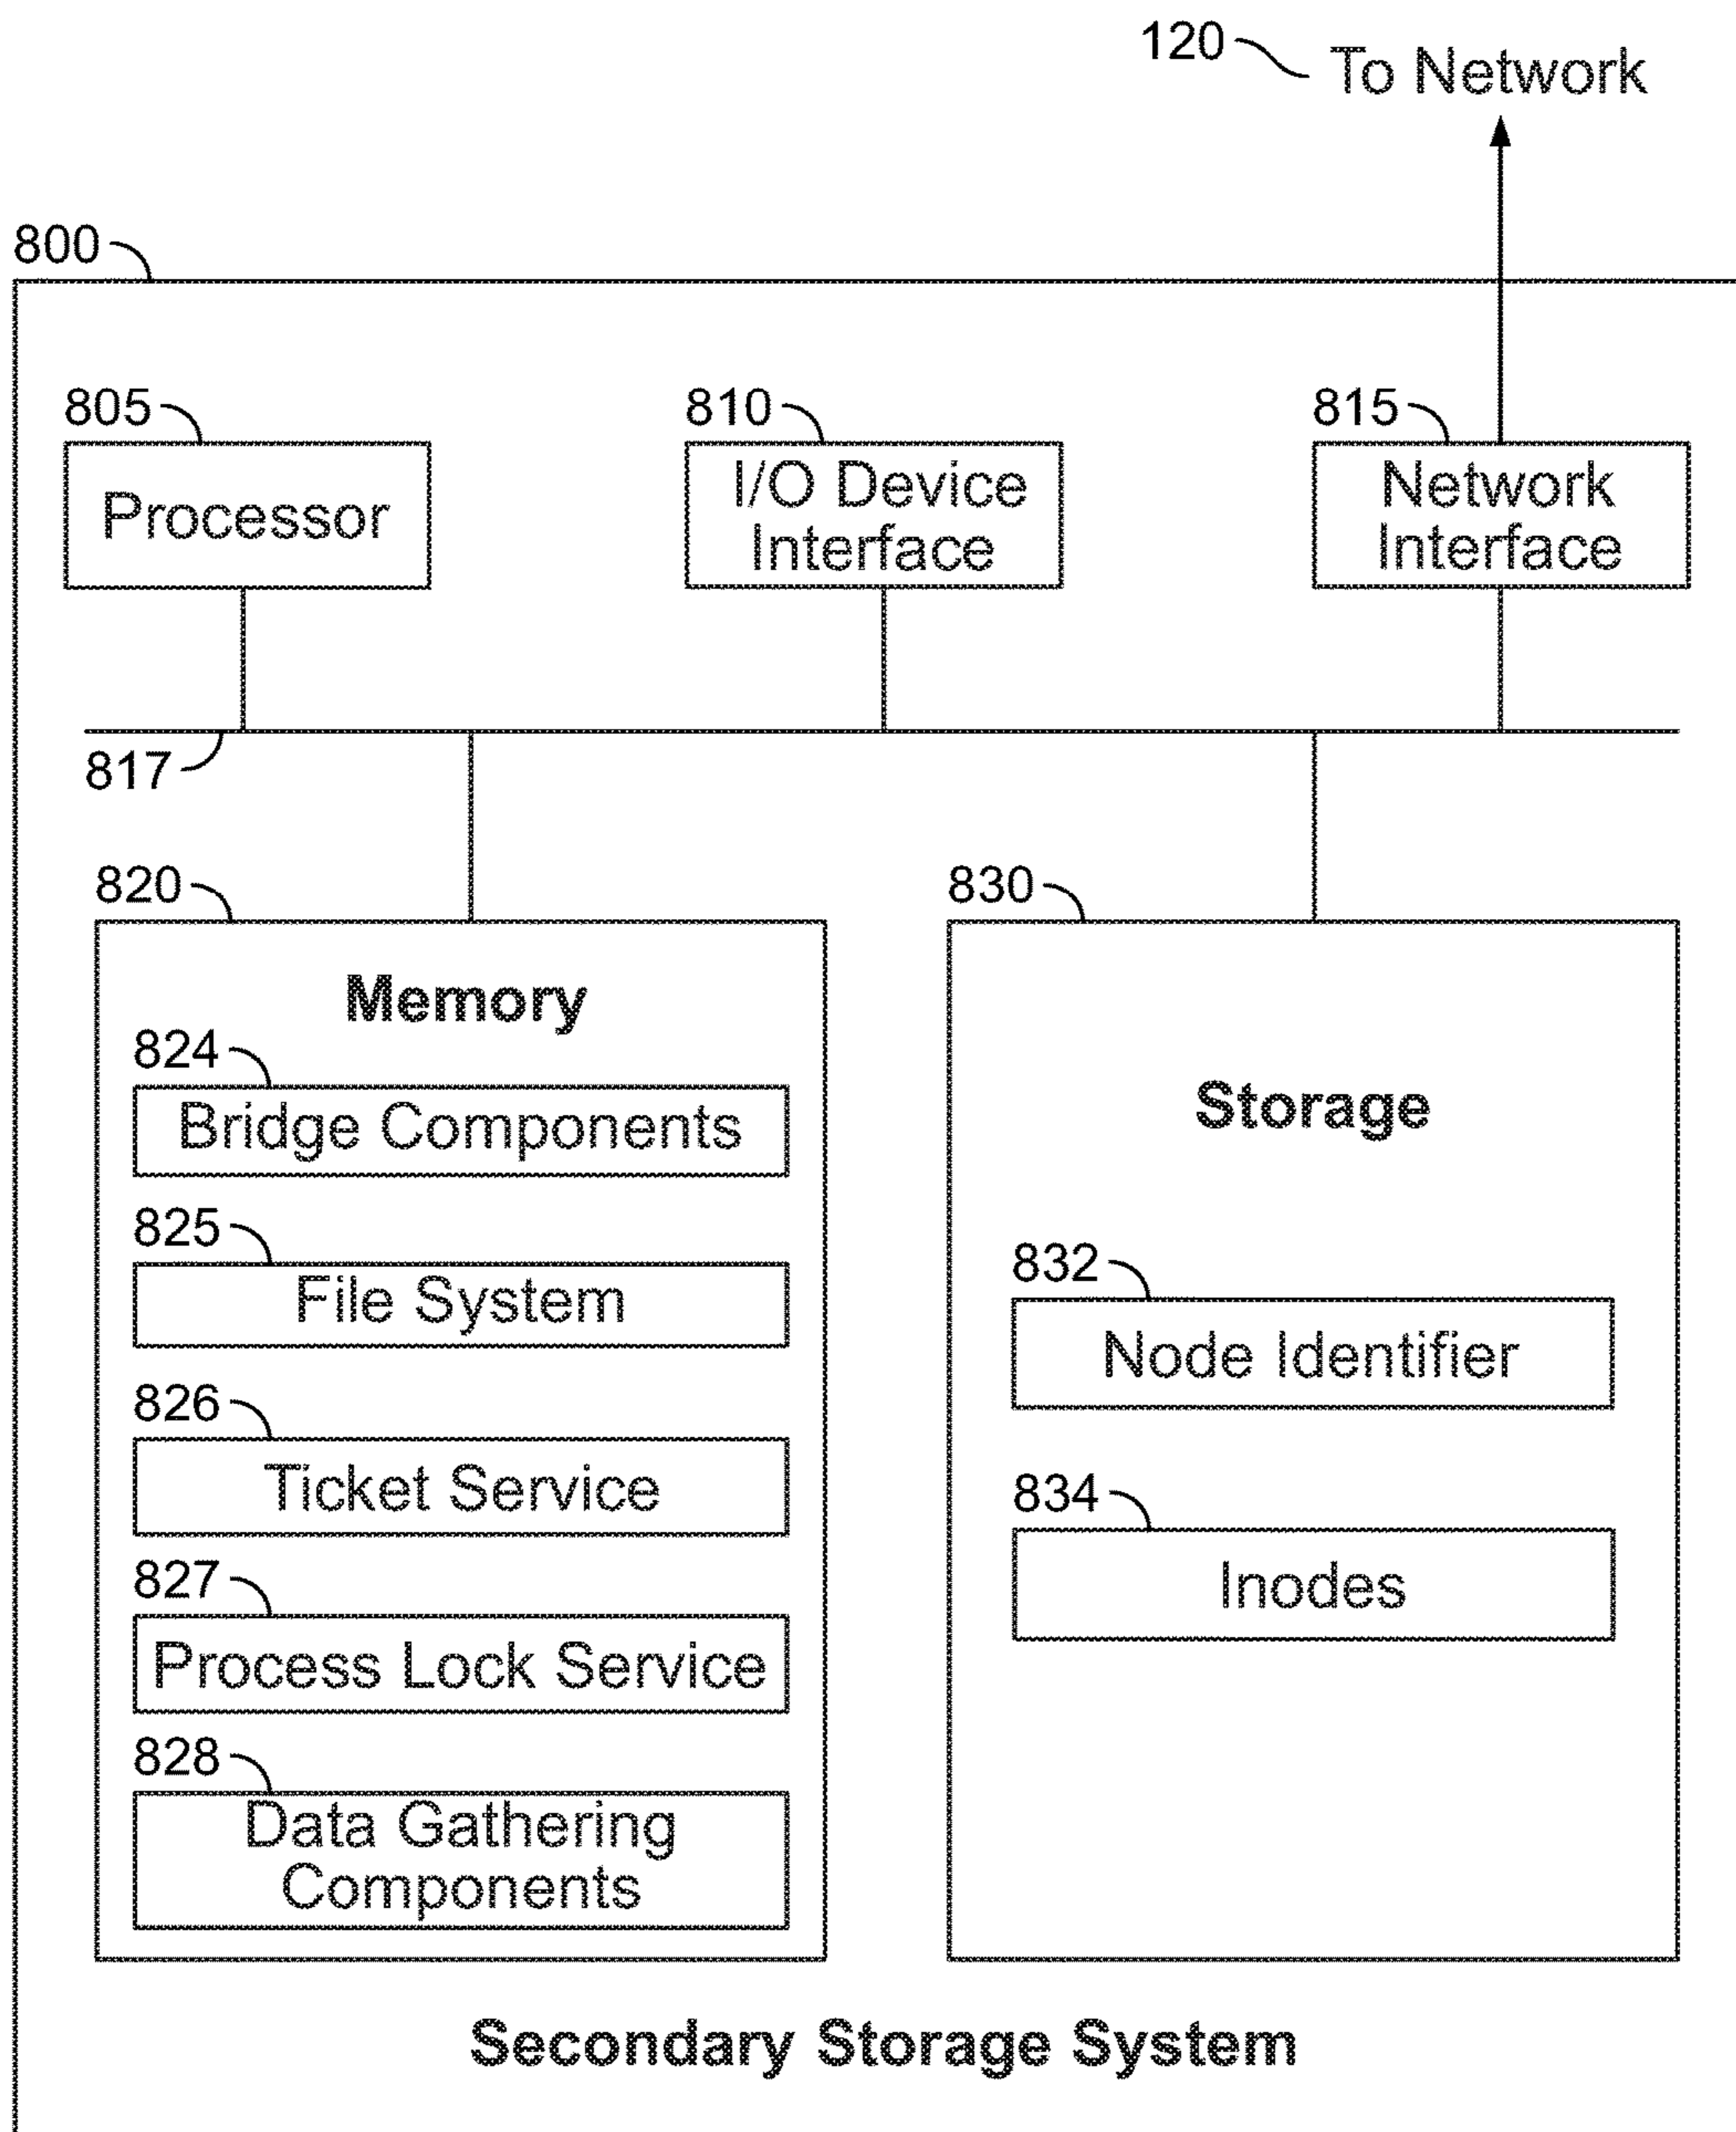 120
To Network
800
805
810
815
Processor
I/O Device
Interface
Network
Interface
817
820
830
Memory
824
Bridge Components
825
File System
826
Ticket Service
827
Process Lock Service
828
Data Gathering
Components
Storage
832
Node Identifier
834
Inodes
Secondary Storage System